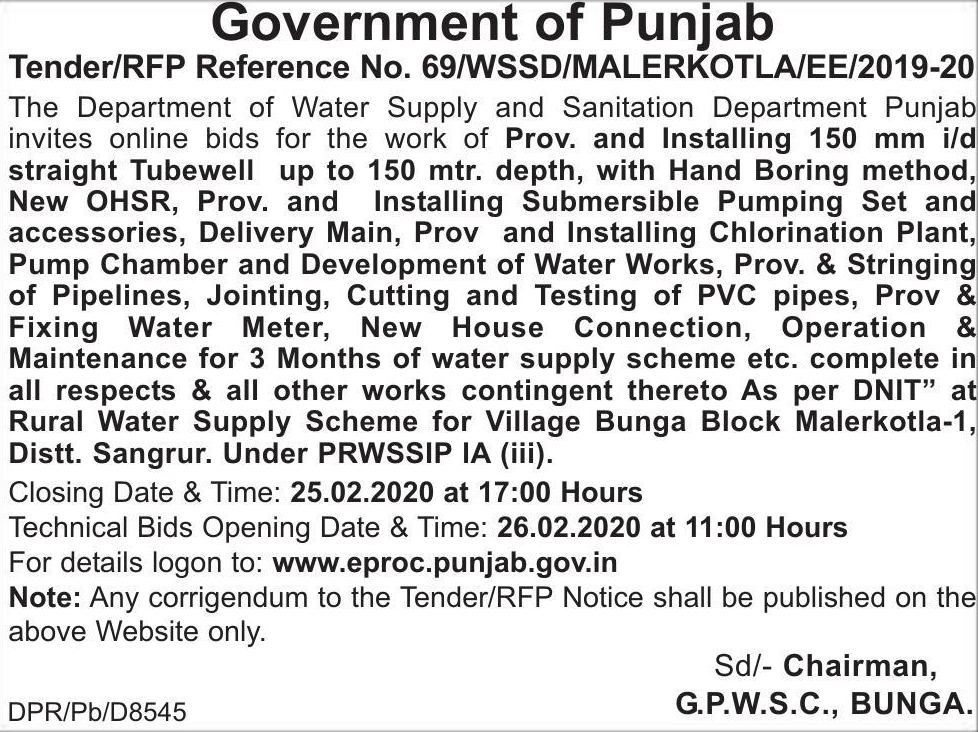 Government of Punjab
Tender/RFP Reference No. 69/WSSD/MALERKOTLA/EE/2019-20
The Department of Water Supply and Sanitation Department Punjab
invites online bids for the work of Prov. and Installing 150 mm i/d
straight Tubewell up to 150 mtr. depth, with Hand Boring method,
New OHSR, Prov. and Installing Submersible Pumping Set and
accessories, Delivery Main, Prov and Installing Chlorination Plant,
Pump Chamber and Development of Water Works, Prov. & Stringing
of Pipelines, Jointing, Cutting and Testing of PVC pipes, Prov &
Fixing Water Meter, New House Connection, Operation &
Maintenance for 3 Months of water supply scheme etc. complete in
all respects & all other works contingent thereto As per DNIT” at
Rural Water Supply Scheme for Village Bunga Block Malerkotla-1,
Distt. Sangrur. Under PRWSSIP IA (iii).
Closing Date & Time: 25.02.2020 at 17:00 Hours
Technical Bids Opening Date & Time: 26.02.2020 at 11:00 Hours
For details logon to: www.eproc.punjab.gov.in
Note: Any corrigendum to the Tender/RFP Notice shall be published on the
above Website only.
Sd/- Chairman,
G.P.W.S.C., BUNGA.
DPR/Pb/D8545